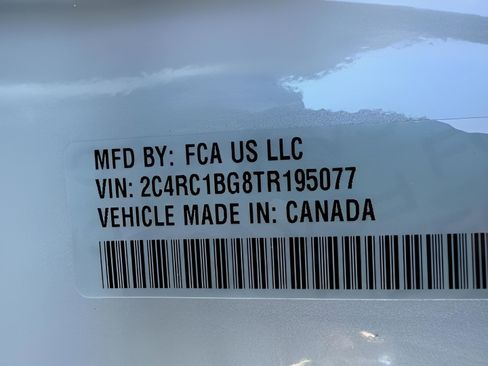 MFD BY: FCA US LLC
VIN: 2C4RC1BG8TR195077
VEHICLE MADE IN: CANADA